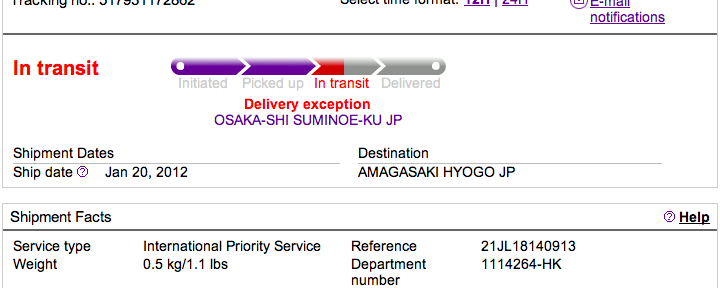 Tracking no.: 517931172862 Select time format: 12H | 24H E-mail
notifications
In transit
Initiated Picked up In transit Delivered
Delivery exception
OSAKA-SHI SUMINOE-KU JP
Shipment Dates Destination
Ship date ? Jan 20, 2012 AMAGASAKI HYOGO JP
Shipment Facts ? Help
Service type International Priority Service Reference 21JL18140913
Weight 0.5 kg/1.1 lbs Department 1114264-HK
number